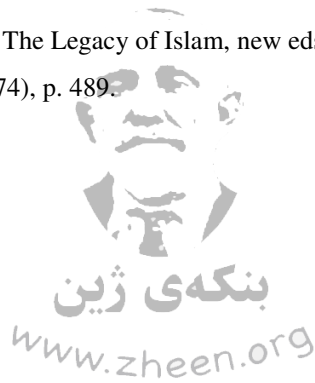 The Legacy of Islam, new eds
74), p. 489.
بنکەی ژین
www.zheen.org